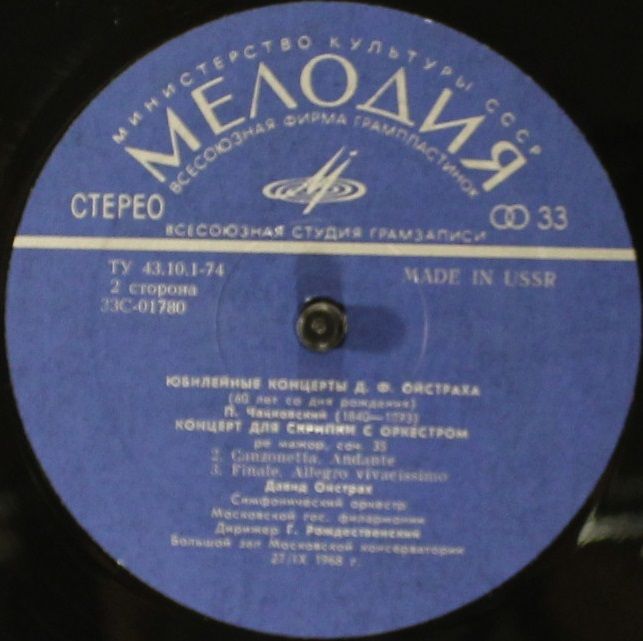 МИНИСТЕРСТВО КУЛЬТУРЫ СССР
МЕЛОДИЯ
ВСЕСОЮЗНАЯ ФИРМА ГРАМПЛАСТИНОК
СТЕРЕО
33
ВСЕСОЮЗНАЯ СТУДИЯ ГРАМЗАПИСИ
ТУ 43.10.1-74
MADE IN USSR
2 сторона
33С-01780
ЮБИЛЕЙНЫЕ КОНЦЕРТЫ Д. Ф. ОЙСТРАХА
(60 лет со дня рождения)
П. Чайковский (1840—1893)
КОНЦЕРТ ДЛЯ СКРИПКИ С ОРКЕСТРОМ
ре мажор, соч. 35
2. Canzonetta. Andante
3. Finale. Allegro vivacissimo
Давид Ойстрах
Симфонический оркестр
Московской гос. филармонии
Дирижер Г. Рождественский
Большой зал Московской консерватории
27/IX 1968 г.